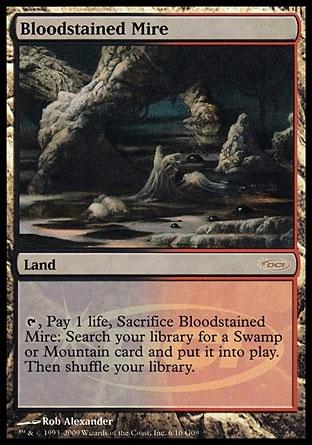 Bloodstained Mire
Land
DCI
, Pay 1 life, Sacrifice Bloodstained
Mire: Search your library for a Swamp
or Mountain card and put it into play.
Then shuffle your library.
Rob Alexander
™ & © 1993–2009 Wizards of the Coast, Inc. 6/10 G09